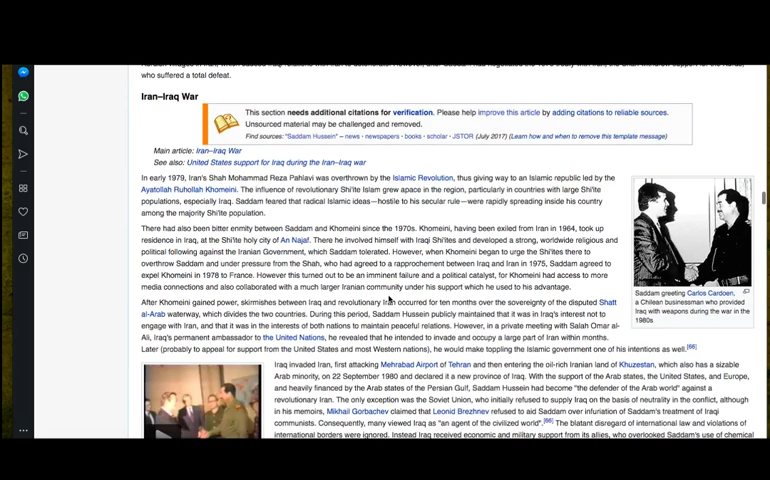 who suffered a total defeat.
Iran–Iraq War
This section needs additional citations for verification. Please help improve this article by adding citations to reliable sources.
Unsourced material may be challenged and removed.
Find sources: "Saddam Hussein" – news · newspapers · books · scholar · JSTOR (July 2017) (Learn how and when to remove this template message)
Main article: Iran–Iraq War
See also: United States support for Iraq during the Iran–Iraq war
In early 1979, Iran's Shah Mohammad Reza Pahlavi was overthrown by the Islamic Revolution, thus giving way to an Islamic republic led by the
Ayatollah Ruhollah Khomeini. The influence of revolutionary Shi'ite Islam grew apace in the region, particularly in countries with large Shi'ite
populations, especially Iraq. Saddam feared that radical Islamic ideas—hostile to his secular rule—were rapidly spreading inside his country
among the majority Shi'ite population.
There had also been bitter enmity between Saddam and Khomeini since the 1970s. Khomeini, having been exiled from Iran in 1964, took up
residence in Iraq, at the Shi'ite holy city of An Najaf. There he involved himself with Iraqi Shi'ites and developed a strong, worldwide religious and
political following against the Iranian Government, which Saddam tolerated. However, when Khomeini began to urge the Shi'ites there to
overthrow Saddam and under pressure from the Shah, who had agreed to a rapprochement between Iraq and Iran in 1975, Saddam agreed to
expel Khomeini in 1978 to France. However this turned out to be an imminent failure and a political catalyst, for Khomeini had access to more
media connections and also collaborated with a much larger Iranian community under his support which he used to his advantage.
After Khomeini gained power, skirmishes between Iraq and revolutionary Iran occurred for ten months over the sovereignty of the disputed Shatt
al-Arab waterway, which divides the two countries. During this period, Saddam Hussein publicly maintained that it was in Iraq's interest not to
engage with Iran, and that it was in the interests of both nations to maintain peaceful relations. However, in a private meeting with Salah Omar al-
Ali, Iraq's permanent ambassador to the United Nations, he revealed that he intended to invade and occupy a large part of Iran within months.
Later (probably to appeal for support from the United States and most Western nations), he would make toppling the Islamic government one of his intentions as well.[66]
Saddam greeting Carlos Cardoen,
a Chilean businessman who provided
Iraq with weapons during the war in the
1980s
Iraq invaded Iran, first attacking Mehrabad Airport of Tehran and then entering the oil-rich Iranian land of Khuzestan, which also has a sizable
Arab minority, on 22 September 1980 and declared it a new province of Iraq. With the support of the Arab states, the United States, and Europe,
and heavily financed by the Arab states of the Persian Gulf, Saddam Hussein had become "the defender of the Arab world" against a
revolutionary Iran. The only exception was the Soviet Union, who initially refused to supply Iraq on the basis of neutrality in the conflict, although
in his memoirs, Mikhail Gorbachev claimed that Leonid Brezhnev refused to aid Saddam over infuriation of Saddam's treatment of Iraqi
communists. Consequently, many viewed Iraq as "an agent of the civilized world".[66] The blatant disregard of international law and violations of
international borders were ignored. Instead Iraq received economic and military support from its allies, who overlooked Saddam's use of chemical